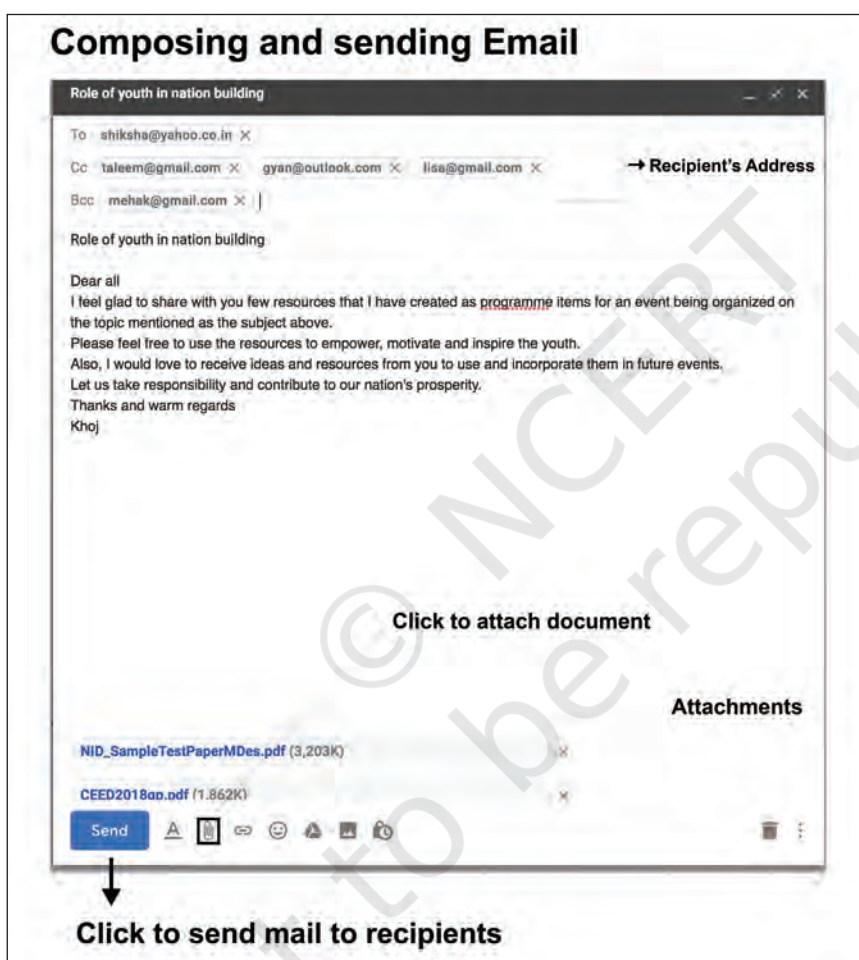 Composing and sending Email
Role of youth in nation building
To shiksha@yahoo.co.in ×
Cc taleem@gmail.com × gyan@outlook.com × lisa@gmail.com × → Recipient's Address
Bcc mehak@gmail.com ×
Role of youth in nation building
Dear all
I feel glad to share with you few resources that I have created as programme items for an event being organized on
the topic mentioned as the subject above.
Please feel free to use the resources to empower, motivate and inspire the youth.
Also, I would love to receive ideas and resources from you to use and incorporate them in future events.
Let us take responsibility and contribute to our nation's prosperity.
Thanks and warm regards
Khoj
Click to attach document
Attachments
NID_SampleTestPaperMDes.pdf (3,203K) ×
CEED2018qp.pdf (1,862K) ×
Send
Click to send mail to recipients
© NCERT
to be repu